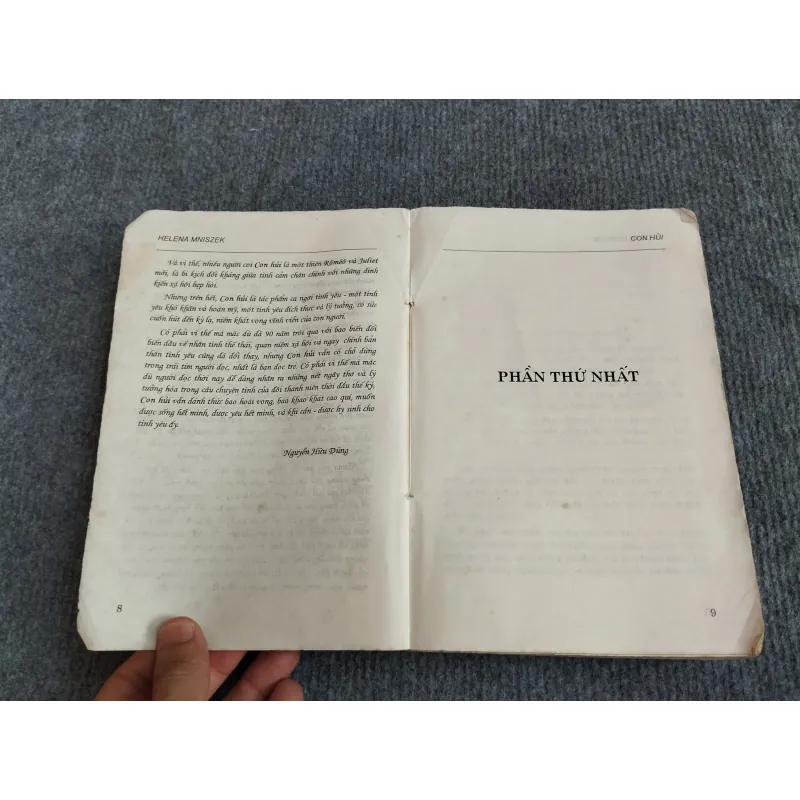 HELENA MNISZEK
Và vì thế, nhiều người coi Con hủi là một thiên Rômêô và Juliet
mới, là bi kịch đối kháng giữa tình cảm chân chính với những định
kiến xã hội hẹp hòi.
Nhưng trên hết, Con hủi là tác phẩm ca ngợi tình yêu - một tình
yêu khó khăn và hoàn mỹ, một tình yêu đích thực và lý tưởng, có sức
cuốn hút đến kỳ lạ, niềm khát vọng vĩnh viễn của con người.
Có phải vì thế mà mặc dù đã 90 năm trôi qua với bao biến đổi
biển dâu về nhân tình thế thái, quan niệm xã hội và ngay chính bản
thân tình yêu cũng đã đổi thay, nhưng Con hủi vẫn có chỗ đứng
trong trái tim người đọc, nhất là bạn đọc trẻ. Có phải vì thế mà mặc
dù người đọc thời nay dễ dàng nhận ra những nét ngây thơ và lý
tưởng hóa trong câu chuyện tình của đôi thanh niên thời đầu thế kỷ,
Con hủi vẫn đánh thức bao hoài vọng, bao khao khát cao quí, muốn
được sống hết mình, được yêu hết mình, và khi cần - được hy sinh cho
tình yêu ấy.
Nguyễn Hữu Dũng
8
CON HỦI
PHẦN THỨ NHẤT
9